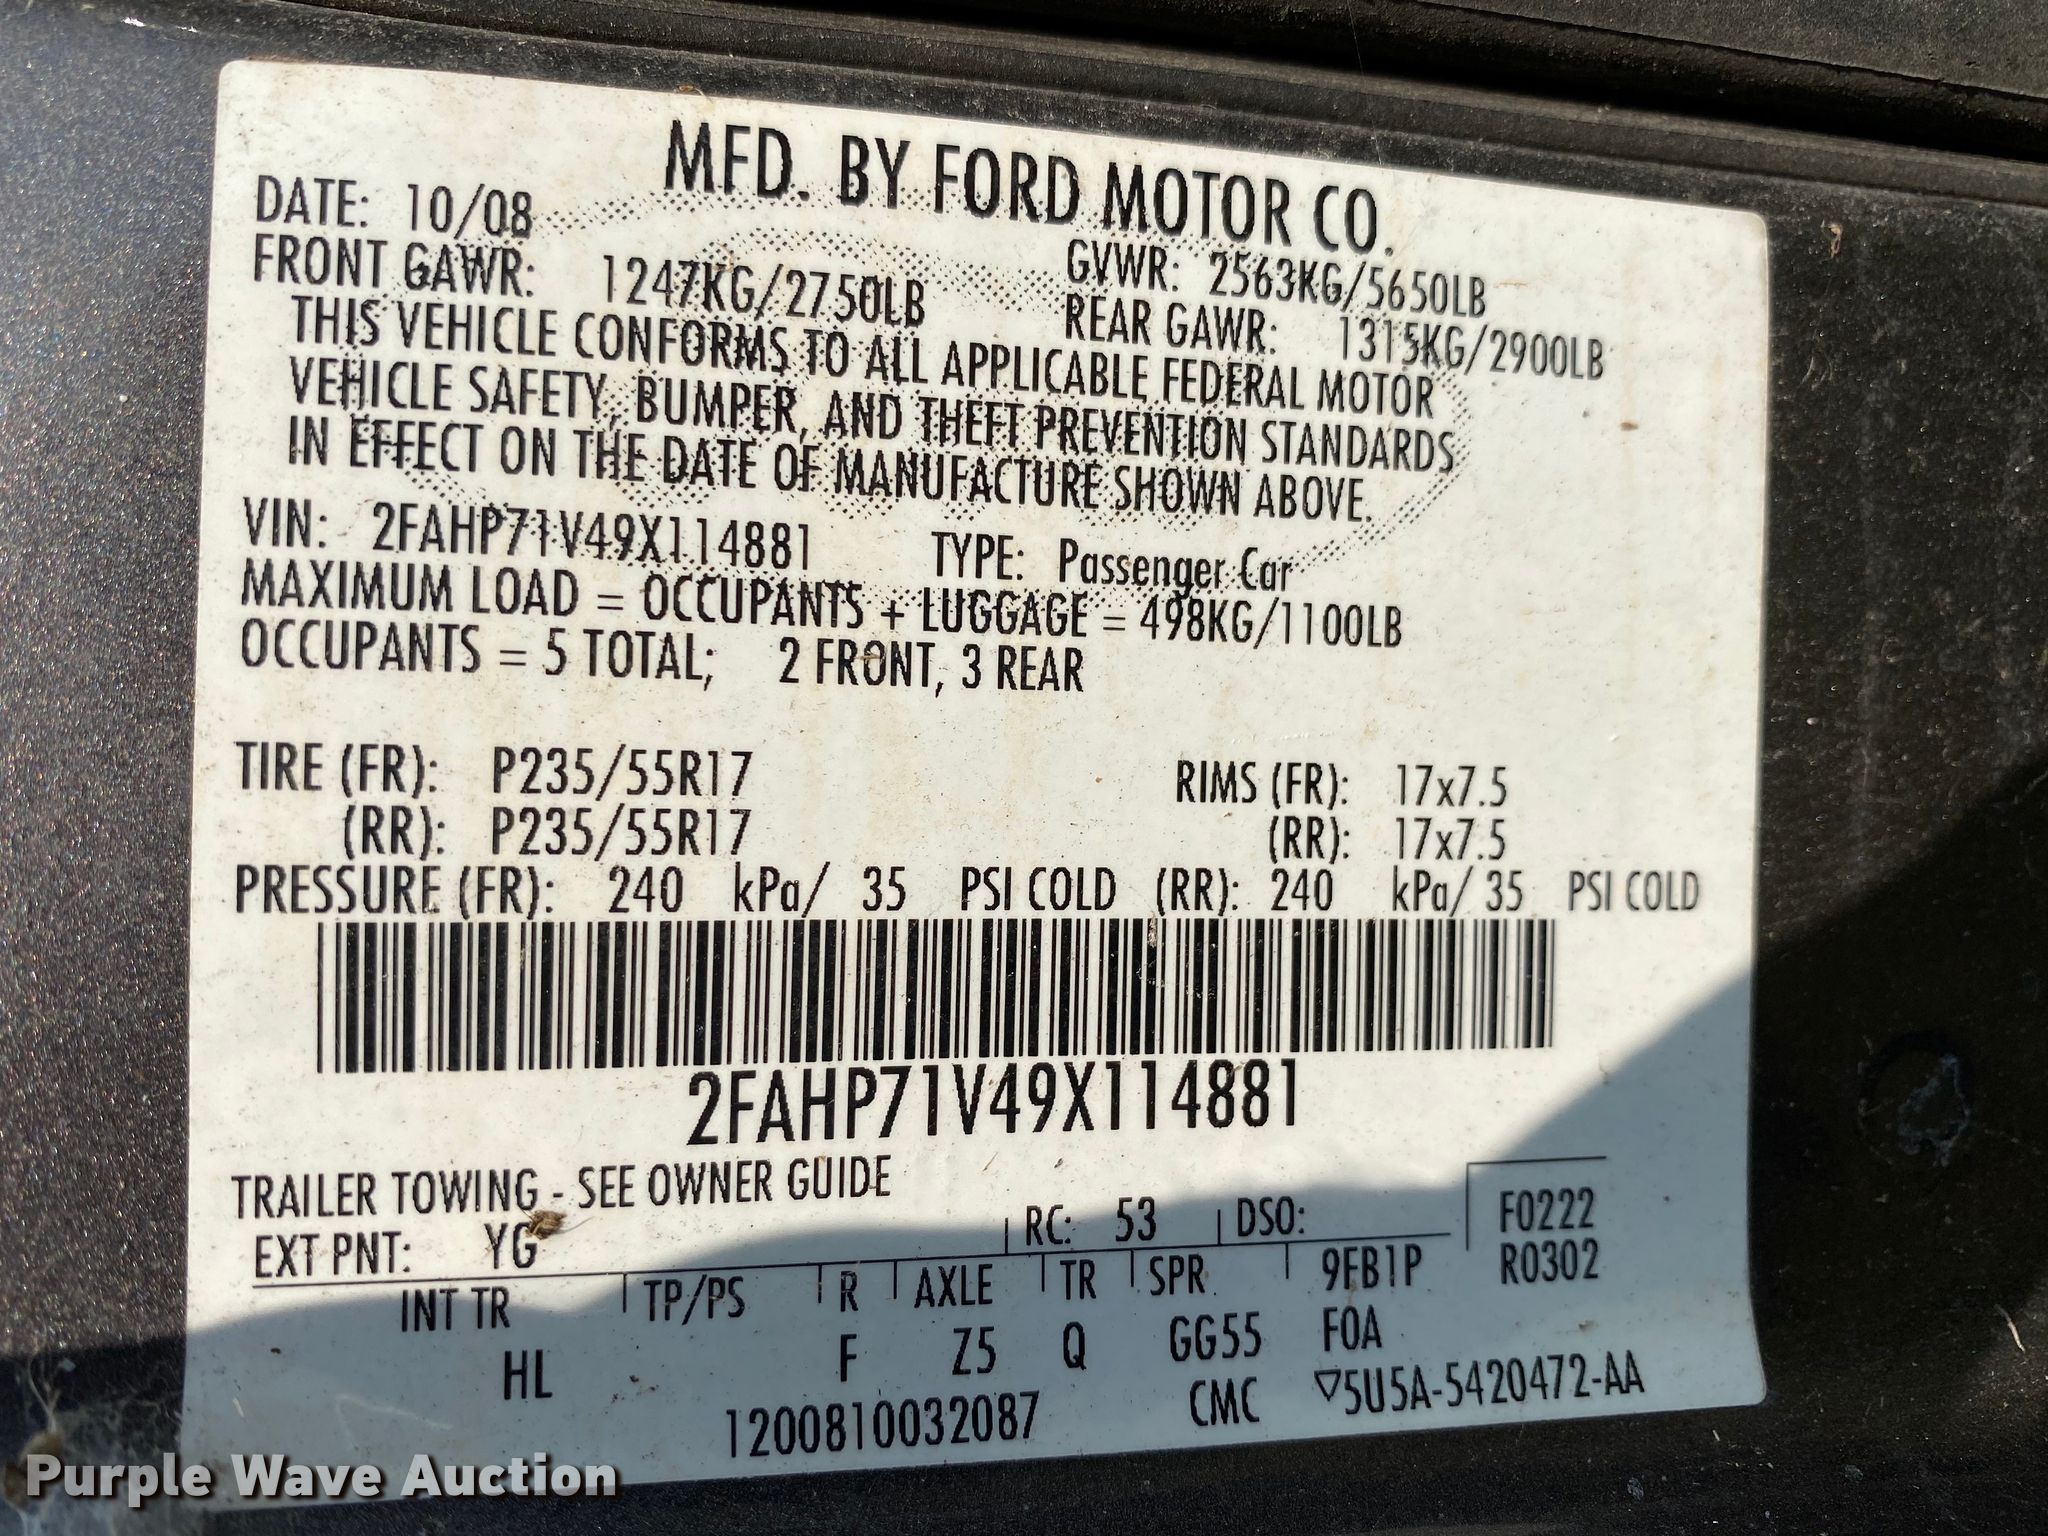 MFD. BY FORD MOTOR CO.
DATE: 10/08 GVWR: 2563KG/5650LB
FRONT GAWR: 1247KG/2750LB REAR GAWR: 1315KG/2900LB
THIS VEHICLE CONFORMS TO ALL APPLICABLE FEDERAL MOTOR
VEHICLE SAFETY, BUMPER, AND THEFT PREVENTION STANDARDS
IN EFFECT ON THE DATE OF MANUFACTURE SHOWN ABOVE.
VIN: 2FAHP71V49X114881 TYPE: Passenger Car
MAXIMUM LOAD = OCCUPANTS + LUGGAGE = 498KG/1100LB
OCCUPANTS = 5 TOTAL; 2 FRONT, 3 REAR
TIRE (FR): P235/55R17 RIMS (FR): 17x7.5
(RR): P235/55R17 (RR): 17x7.5
PRESSURE (FR): 240 kPa/ 35 PSI COLD (RR): 240 kPa/ 35 PSI COLD
2FAHP71V49X114881
TRAILER TOWING - SEE OWNER GUIDE
EXT PNT: YG RC: 53 DSO: F0222
INT TR TP/PS R AXLE TR SPR 9FB1P R0302
HL F Z5 Q GG55 FOA
1200810032087 CMC ▽5U5A-5420472-AA
Purple Wave Auction